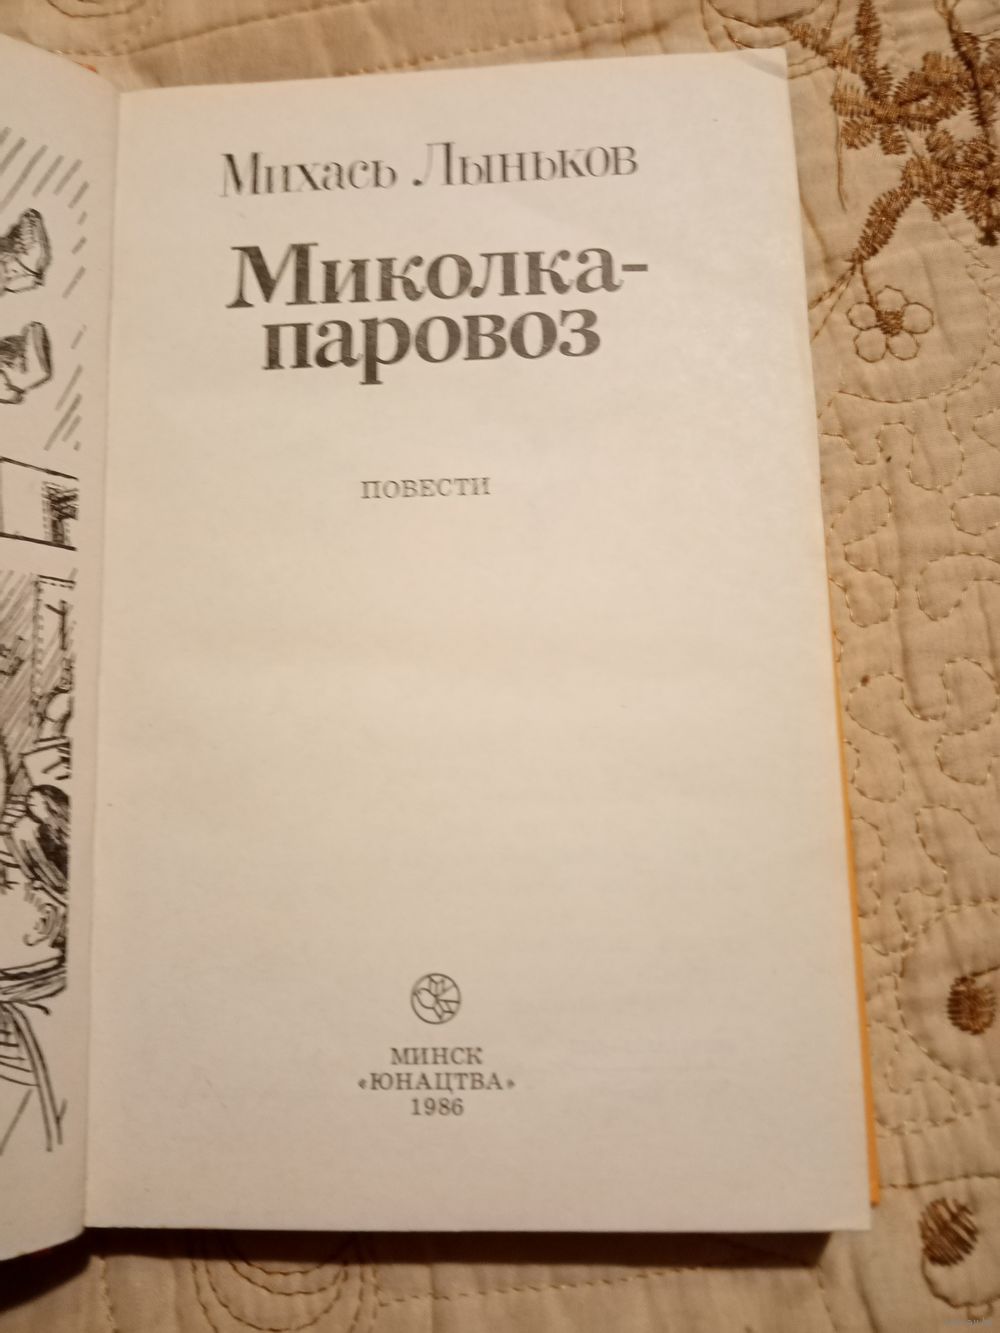 Михась Лыньков
Миколка-
паровоз
ПОВЕСТИ
МИНСК
«ЮНАЦТВА»
1986